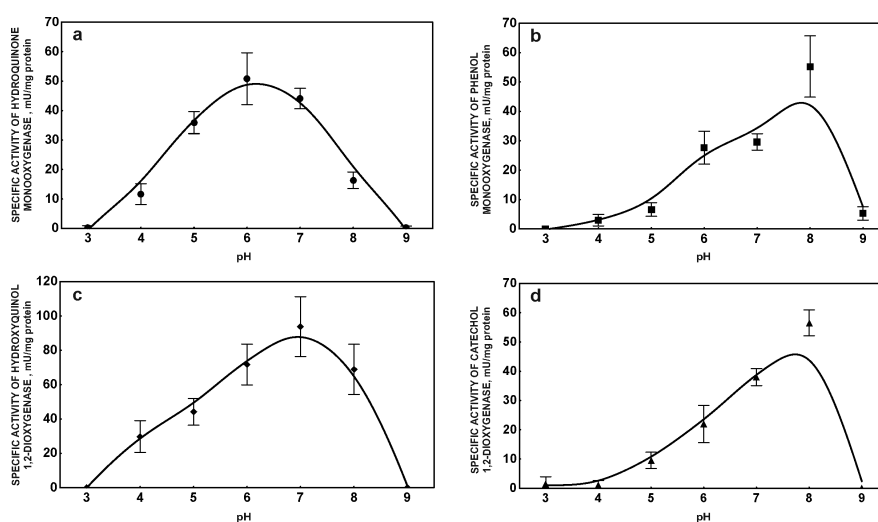 a
SPECIFIC ACTIVITY OF HYDROQUINONE
MONOOXYGENASE , mU/mg protein
70
60
50
40
30
20
10
0
3 4 5 6 7 8 9
pH
b
SPECIFIC ACTIVITY OF PHENOL
MONOOXYGENASE, mU/mg protein
70
60
50
40
30
20
10
0
3 4 5 6 7 8 9
pH
c
SPECIFIC ACTIVITY OF HYDROXYQUINOL
1,2-DIOXYGENASE , mU/mg protein
120
100
80
60
40
20
0
3 4 5 6 7 8 9
pH
d
SPECIFIC ACTIVITY OF CATECHOL
1,2-DIOXYGENASE, mU/mg protein
70
60
50
40
30
20
10
0
3 4 5 6 7 8 9
pH